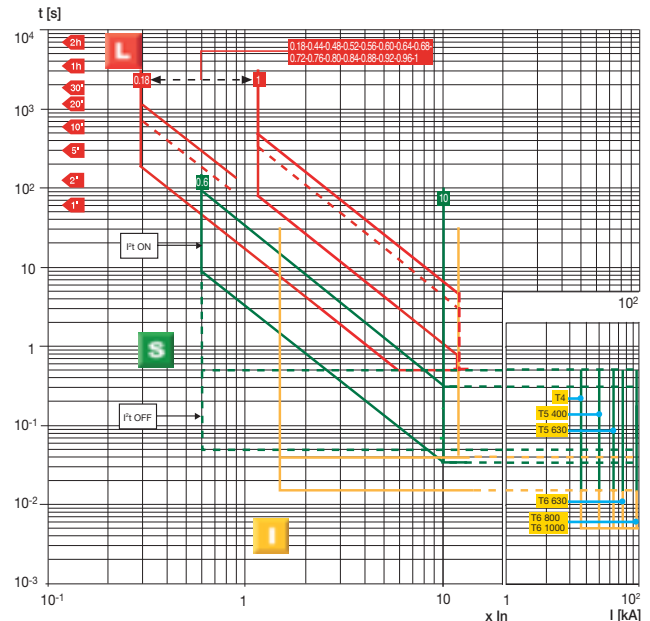 t [s]
10⁴
10³
10²
10
1
10⁻¹
10⁻²
10⁻³
2h
1h
30'
20'
10'
5'
2'
1'
L
0.18-0.44-0.48-0.52-0.56-0.60-0.64-0.68-
0.72-0.76-0.80-0.84-0.88-0.92-0.96-1
0.18
1
0.6
10
I²t ON
S
I²t OFF
I
10²
T4
T5 400
T5 630
T6 630
T6 800
T6 1000
10⁻¹
1
10
x In
1
10²
I [kA]